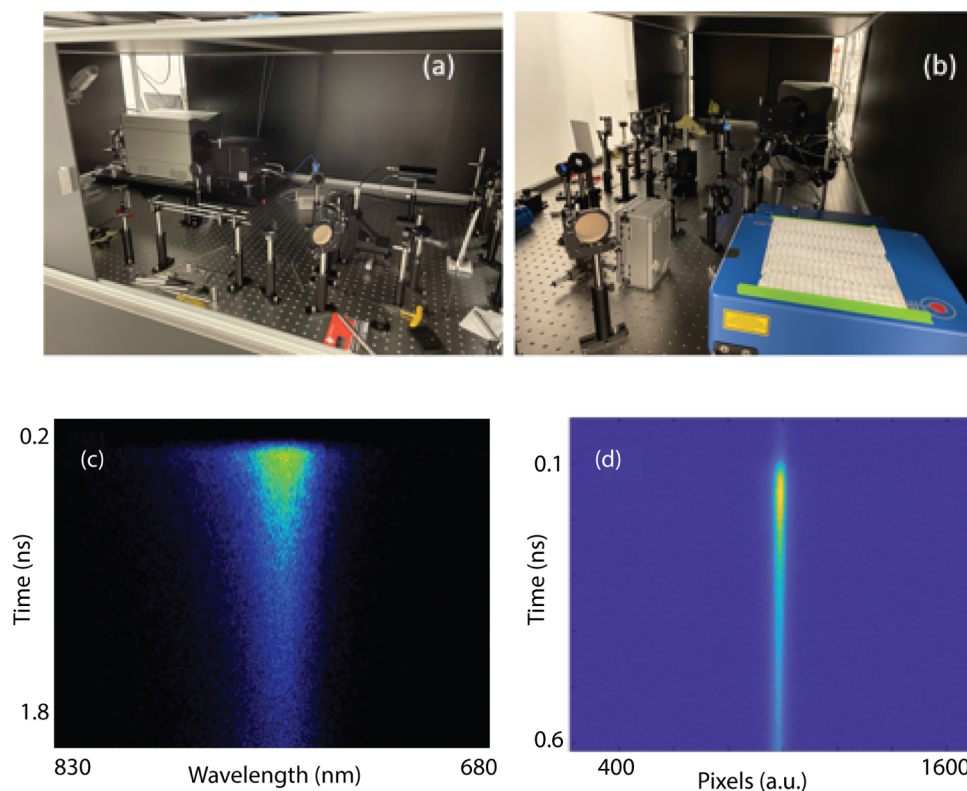 (a)
(b)
0.2
(c)
Time (ns)
1.8
830
Wavelength (nm)
680
(d)
0.1
Time (ns)
0.6
400
Pixels (a.u.)
1600